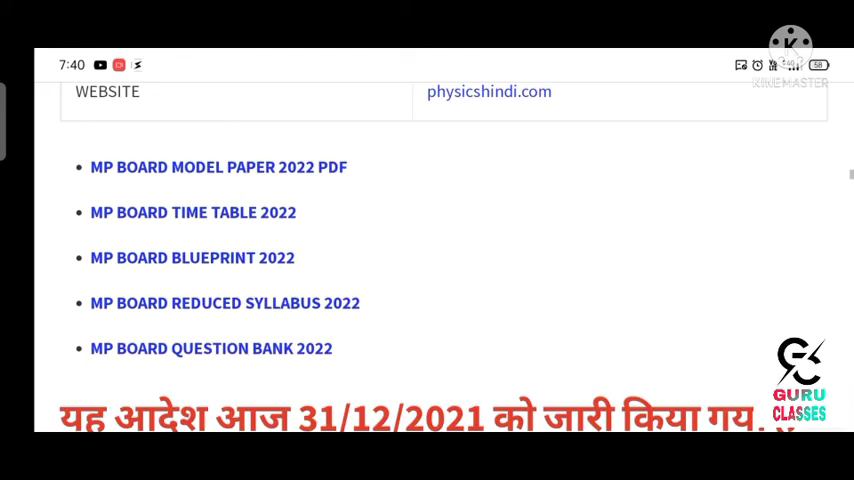 7:40
58
KINEMASTER
WEBSITE physicshindi.com
MP BOARD MODEL PAPER 2022 PDF
MP BOARD TIME TABLE 2022
MP BOARD BLUEPRINT 2022
MP BOARD REDUCED SYLLABUS 2022
MP BOARD QUESTION BANK 2022
GURU
CLASSES
यह आदेश आज 31/12/2021 को जारी किया